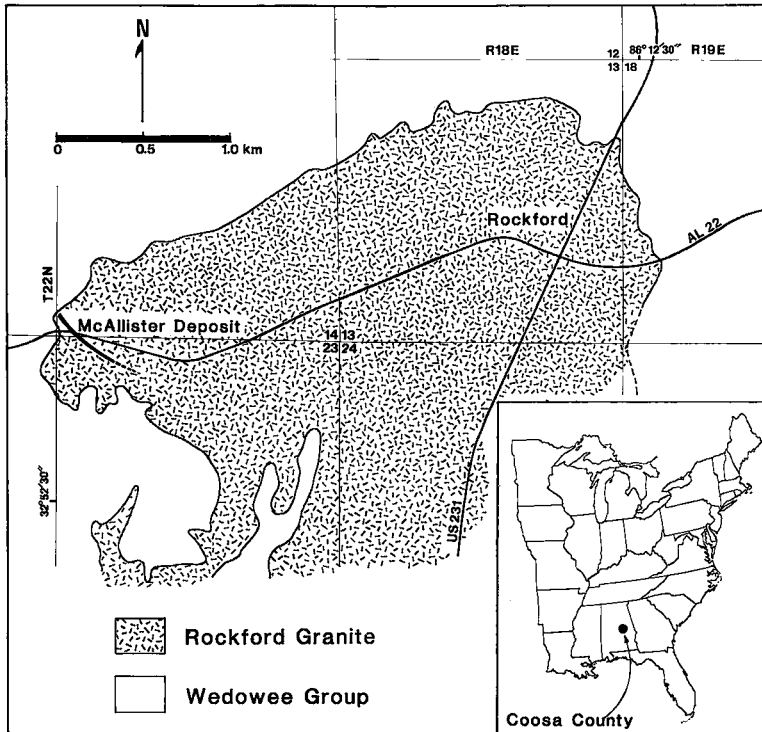 N
0 0.5 1.0 km
R18E
12
13 18
86° 12′ 30″
R19E
Rockford
AL 22
T22N
McAllister Deposit
14 13
23 24
32° 52′ 30″
US 231
Rockford Granite
Wedowee Group
Coosa County